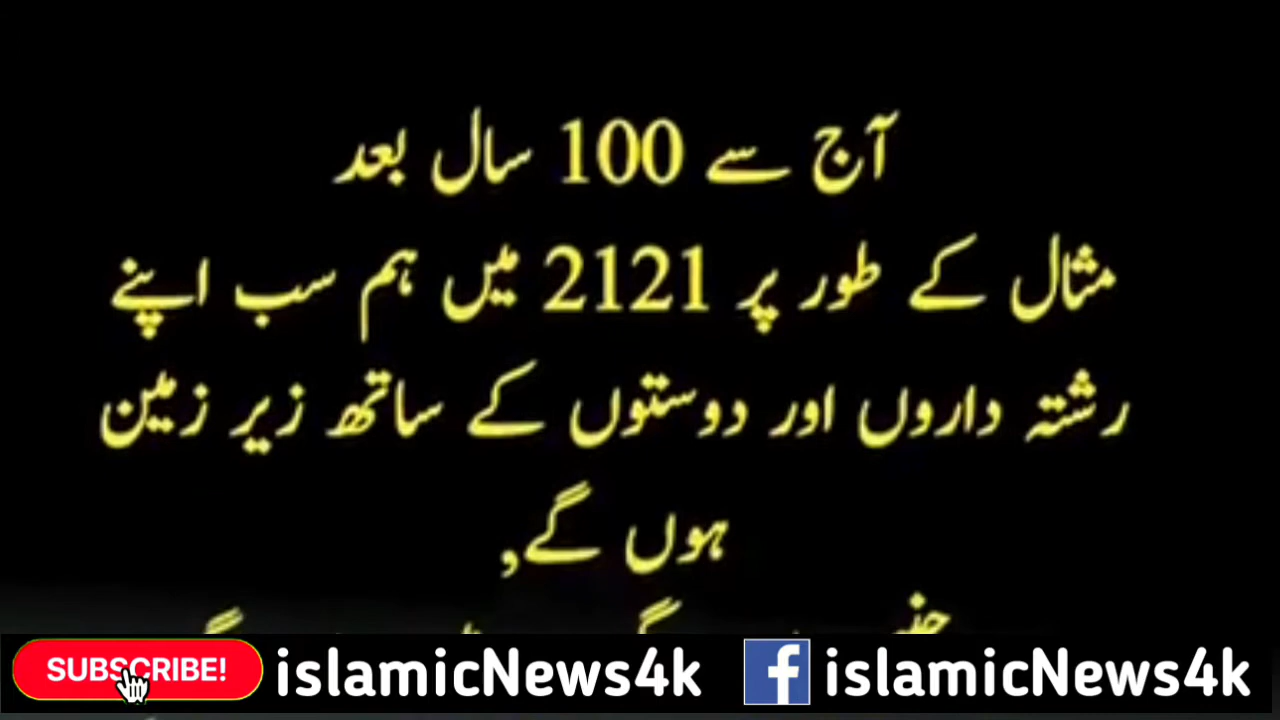 آج سے 100 سال بعد
مثال کے طور پر 2121 میں ہم سب اپنے
رشتہ داروں اور دوستوں کے ساتھ زیر زمین
ہوں گے,
SUBSCRIBE! islamicNews4k f islamicNews4k